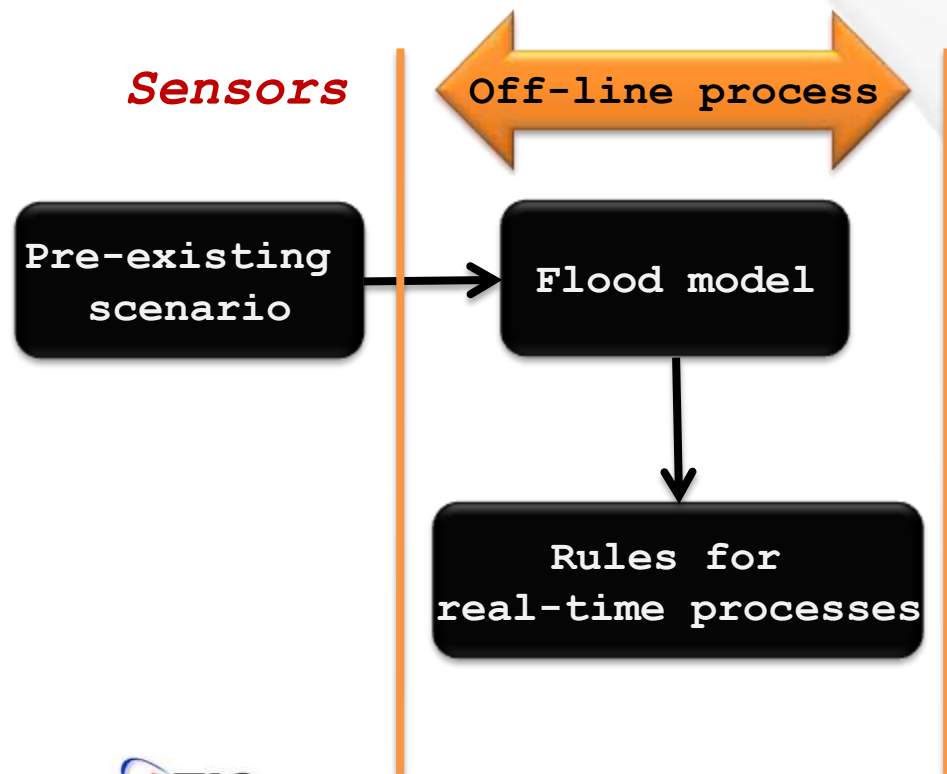 Sensors
Off-line process
Pre-existing
scenario
Flood model
Rules for
real-time processes